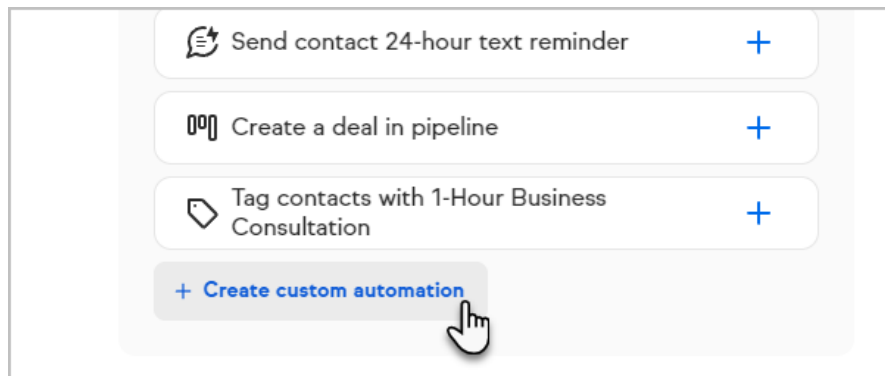 Send contact 24-hour text reminder
Create a deal in pipeline
Tag contacts with 1-Hour Business
Consultation
+ Create custom automation